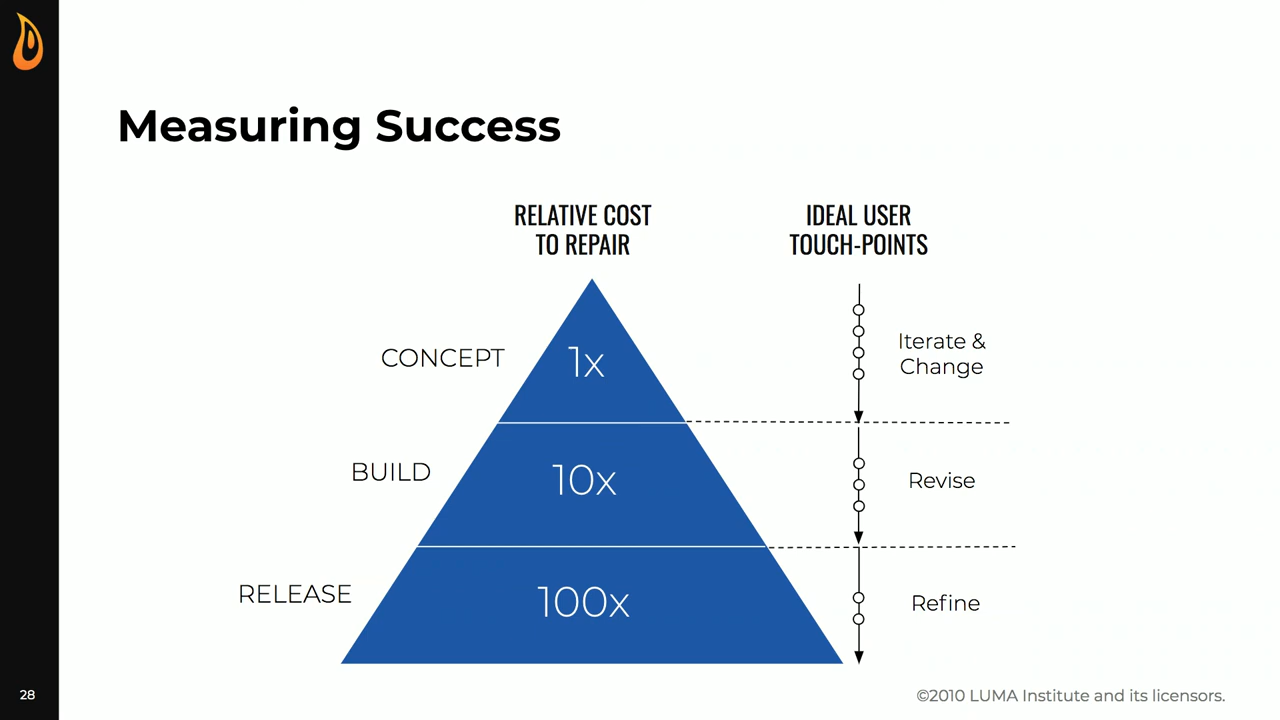 Measuring Success
RELATIVE COST
TO REPAIR
IDEAL USER
TOUCH-POINTS
CONCEPT
1x
Iterate &
Change
BUILD
10x
Revise
RELEASE
100x
Refine
28
©2010 LUMA Institute and its licensors.